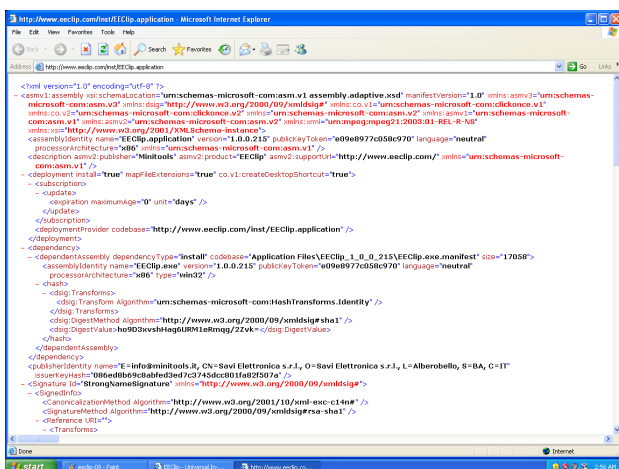 http://www.eeclip.com/inst/EEClip.application - Microsoft Internet Explorer
File Edit View Favorites Tools Help
Back Search Favorites
Address http://www.eeclip.com/inst/EEClip.application Go Links
<?xml version="1.0" encoding="utf-8" ?>
- <asmv1:assembly xsi:schemaLocation="urn:schemas-microsoft-com:asm.v1 assembly.adaptive.xsd" manifestVersion="1.0" xmlns:asmv3="urn:schemas-
microsoft-com:asm.v3" xmlns:dsig="http://www.w3.org/2000/09/xmldsig#" xmlns:co.v1="urn:schemas-microsoft-com:clickonce.v1"
xmlns:co.v2="urn:schemas-microsoft-com:clickonce.v2" xmlns="urn:schemas-microsoft-com:asm.v2" xmlns:asmv1="urn:schemas-
microsoft-com:asm.v1" xmlns:asmv2="urn:schemas-microsoft-com:asm.v2" xmlns:xrml="urn:mpeg:mpeg21:2003:01-REL-R-NS"
xmlns:xsi="http://www.w3.org/2001/XMLSchema-instance">
<assemblyIdentity name="EEClip.application" version="1.0.0.215" publicKeyToken="e09e8977c058c970" language="neutral"
processorArchitecture="x86" xmlns="urn:schemas-microsoft-com:asm.v1" />
<description asmv2:publisher="Minitools" asmv2:product="EEClip" asmv2:supportUrl="http://www.eeclip.com/" xmlns="urn:schemas-microsoft-
com:asm.v1" />
- <deployment install="true" mapFileExtensions="true" co.v1:createDesktopShortcut="true">
- <subscription>
- <update>
<expiration maximumAge="0" unit="days" />
</update>
</subscription>
<deploymentProvider codebase="http://www.eeclip.com/inst/EEClip.application" />
</deployment>
- <dependency>
- <dependentAssembly dependencyType="install" codebase="Application Files\EEClip_1_0_0_215\EEClip.exe.manifest" size="17058">
<assemblyIdentity name="EEClip.exe" version="1.0.0.215" publicKeyToken="e09e8977c058c970" language="neutral"
processorArchitecture="x86" type="win32" />
- <hash>
- <dsig:Transforms>
<dsig:Transform Algorithm="urn:schemas-microsoft-com:HashTransforms.Identity" />
</dsig:Transforms>
<dsig:DigestMethod Algorithm="http://www.w3.org/2000/09/xmldsig#sha1" />
<dsig:DigestValue>ho9D3xvshHaq6URM1eRmqg/2Zvk=</dsig:DigestValue>
</hash>
</dependentAssembly>
</dependency>
<publisherIdentity name="E=info@minitools.it, CN=Savi Elettronica s.r.l., O=Savi Elettronica s.r.l., L=Alberobello, S=BA, C=IT"
issuerKeyHash="086ed8b69c8abfed3ed7c3745dcc801fa82f507a" />
- <Signature Id="StrongNameSignature" xmlns="http://www.w3.org/2000/09/xmldsig#">
- <SignedInfo>
<CanonicalizationMethod Algorithm="http://www.w3.org/2001/10/xml-exc-c14n#" />
<SignatureMethod Algorithm="http://www.w3.org/2000/09/xmldsig#rsa-sha1" />
- <Reference URI="">
- <Transforms>
Done Internet
start eeclip-09 - Paint EEClip - Universal In-... http://www.eeclip.co... 2:56 AM